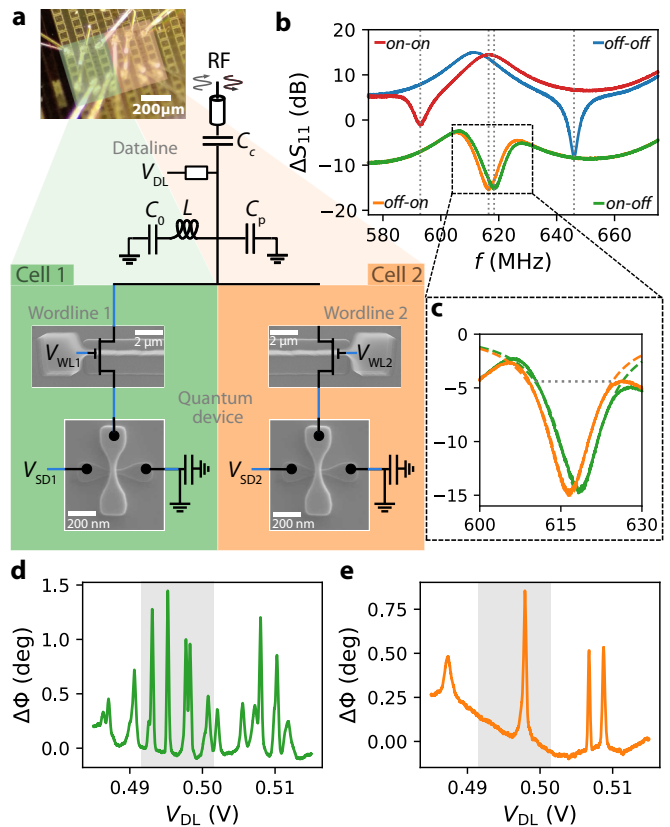 a
200μm
RF
C_c
Dataline
V_DL
C_0
L
C_p
Cell 1
Cell 2
Wordline 1
Wordline 2
2 μm
2 μm
V_WL1
V_WL2
Quantum
device
V_SD1
V_SD2
200 nm
200 nm
b
on-on
off-off
off-on
on-on
20
10
0
−10
−20
ΔS_11 (dB)
575
600
620
640
660
f (MHz)
c
0
−5
−10
−15
600
615
630
d
1.5
1.0
0.5
0.0
ΔΦ (deg)
0.49
0.50
0.51
V_DL (V)
e
0.75
0.50
0.25
0.00
ΔΦ (deg)
0.49
0.50
0.51
V_DL (V)